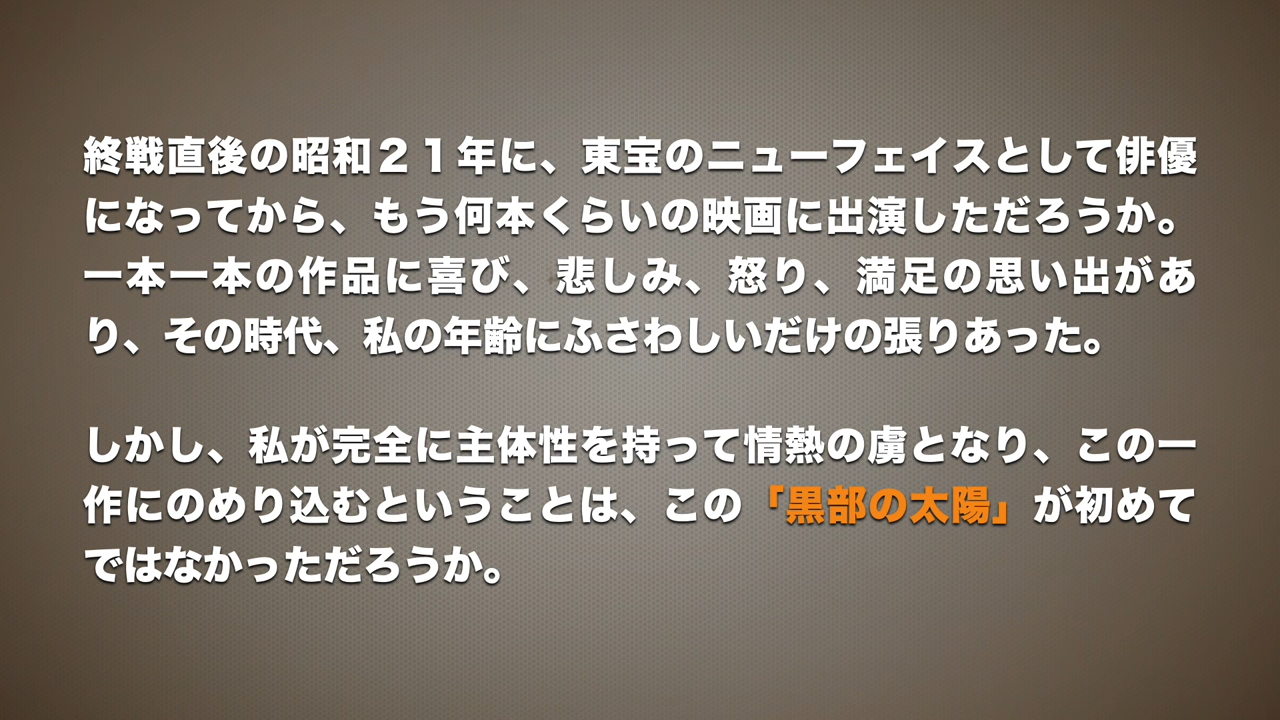 終戦直後の昭和２１年に、東宝のニューフェイスとして俳優
になってから、もう何本くらいの映画に出演しただろうか。
一本一本の作品に喜び、悲しみ、怒り、満足の思い出があ
り、その時代、私の年齢にふさわしいだけの張りあった。
しかし、私が完全に主体性を持って情熱の虜となり、この一
作にのめり込むということは、この「黒部の太陽」が初めて
ではなかっただろうか。